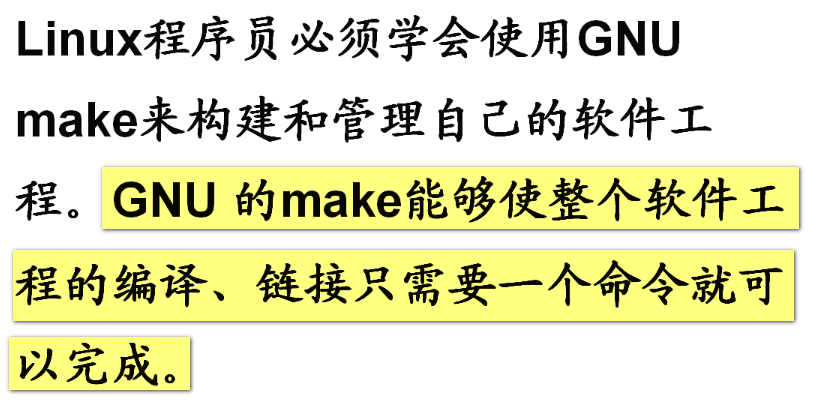 Linux程序员必须学会使用GNU
make来构建和管理自己的软件工
程。GNU 的make能够使整个软件工
程的编译、链接只需要一个命令就可
以完成。